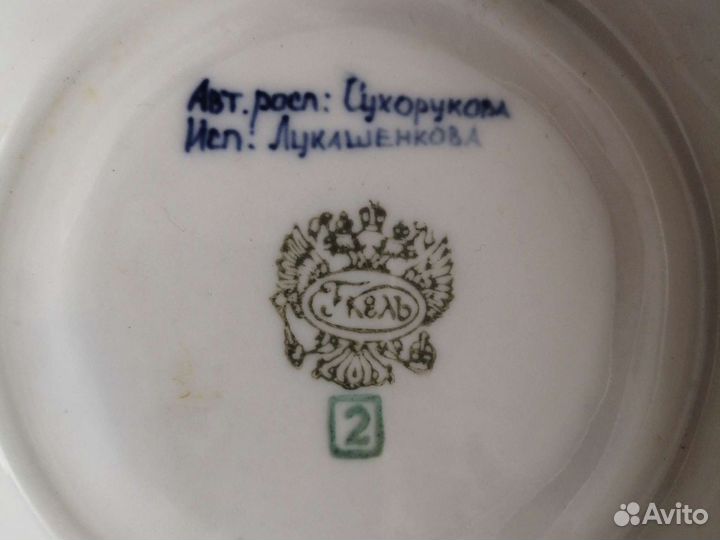 Авт. росп: Сухорукова
Исп: Лукашенкова
Гжель
2
Avito